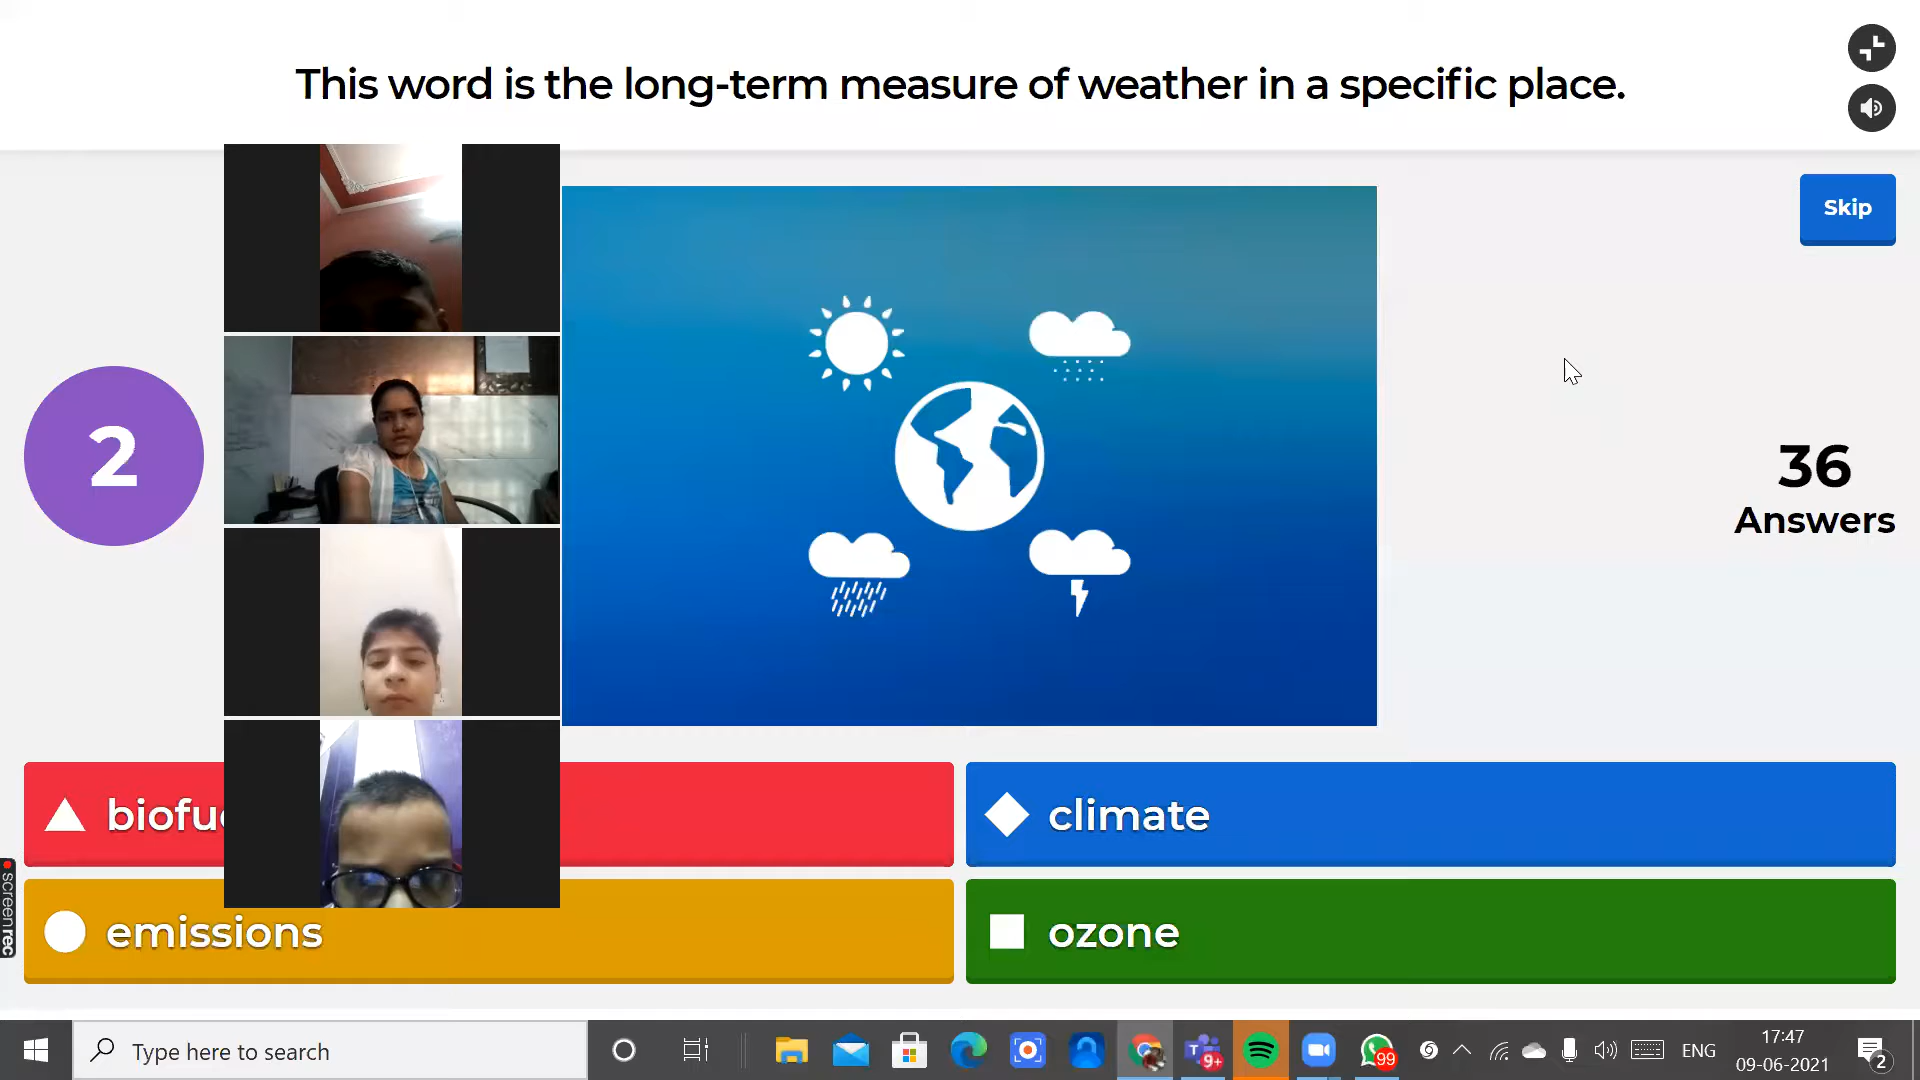 This word is the long-term measure of weather in a specific place.
Skip
2
36
Answers
climate
emissions
ozone
screenrec
Type here to search
T 9+
99
ENG
17:47
09-06-2021
2